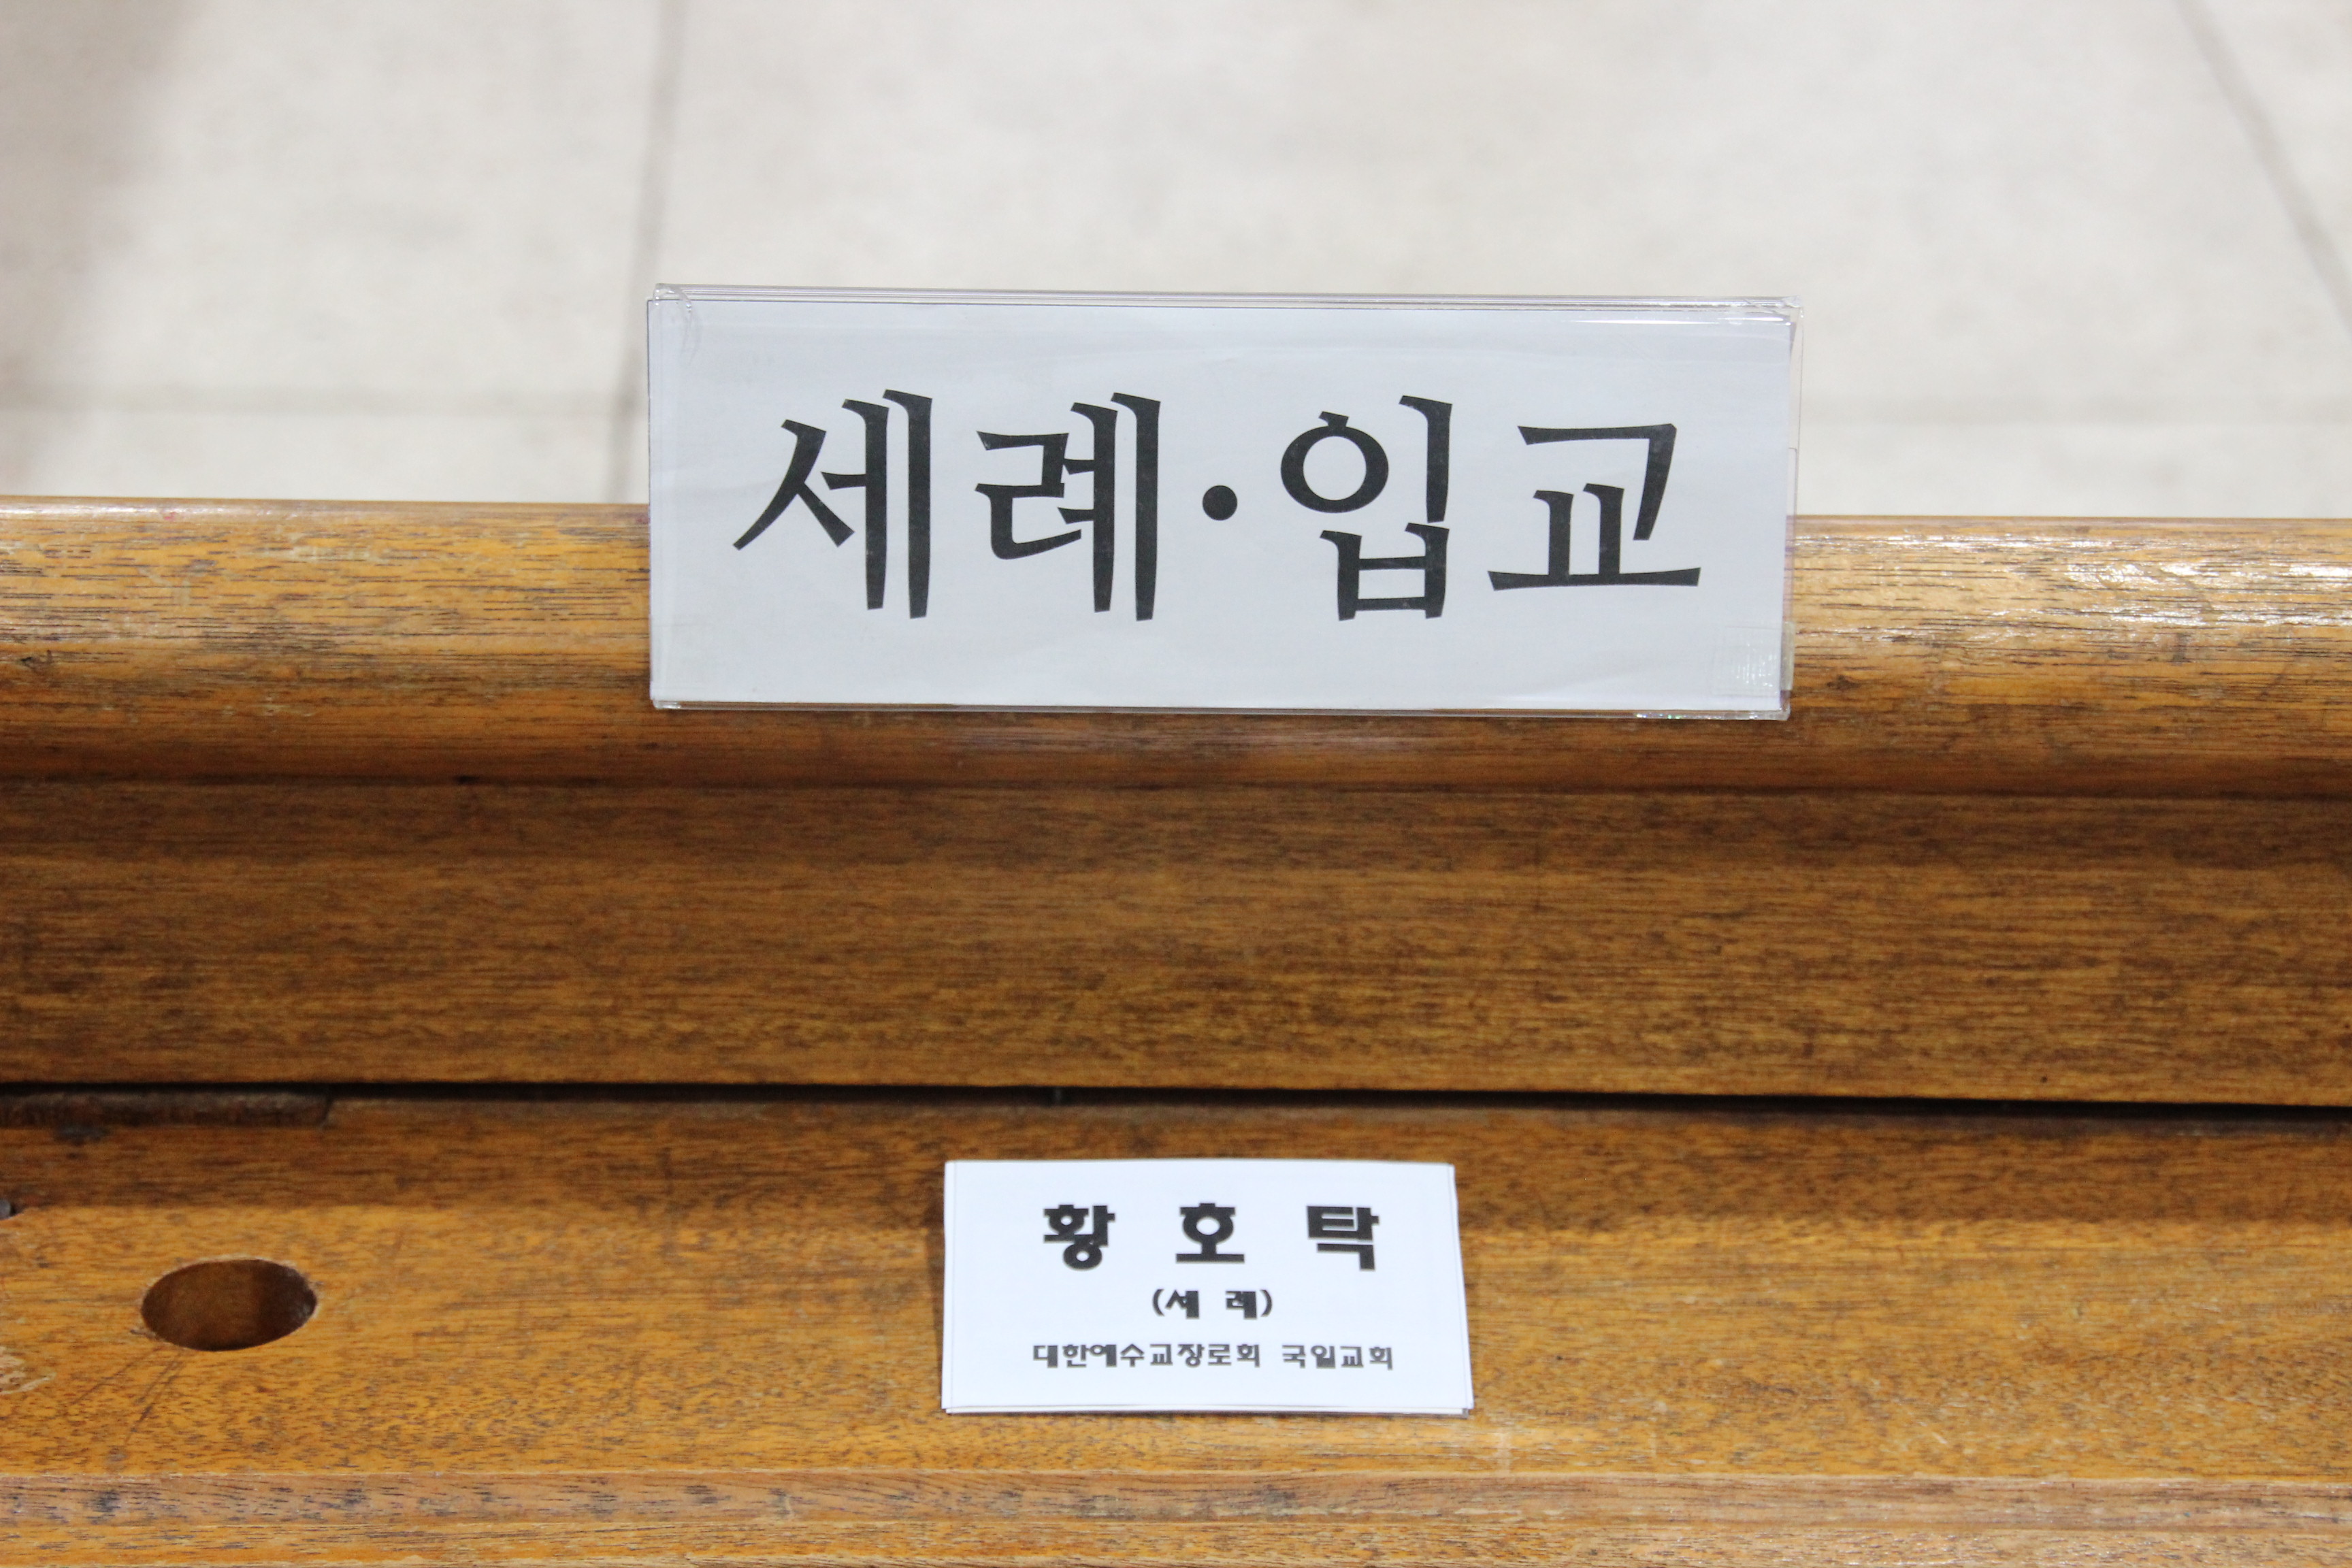 세례·입교
황 호 탁
(세 례)
대한예수교장로회 국일교회